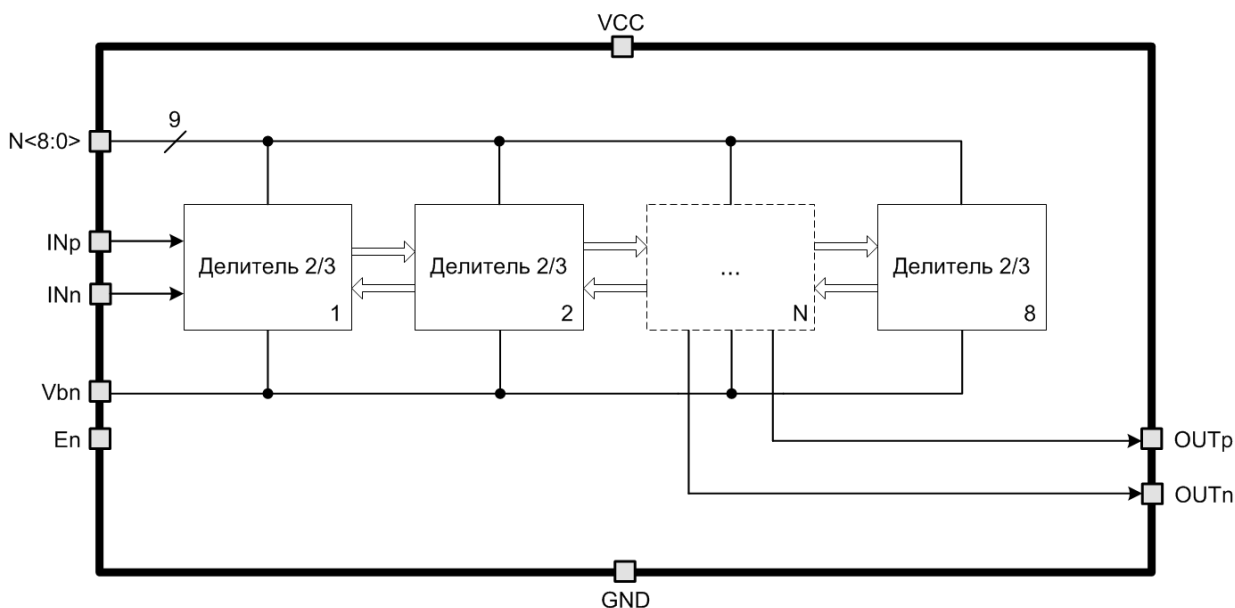 VCC
9
N<8:0>
INp
INn
Делитель 2/3
1
Делитель 2/3
2
...
N
Делитель 2/3
8
Vbn
En
OUTp
OUTn
GND